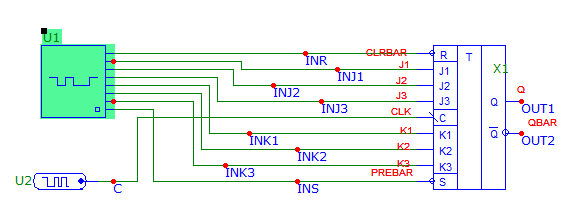 U1
CLRBAR
R
T
X1
INR
J1
J1
INJ1
J2
J2
INJ2
J3
J3
Q
INJ3
Q
OUT1
CLK
C
QBAR
K1
K1
Q
OUT2
INK1
K2
K2
INK2
K3
K3
INK3
PREBAR
U2
C
INS
S